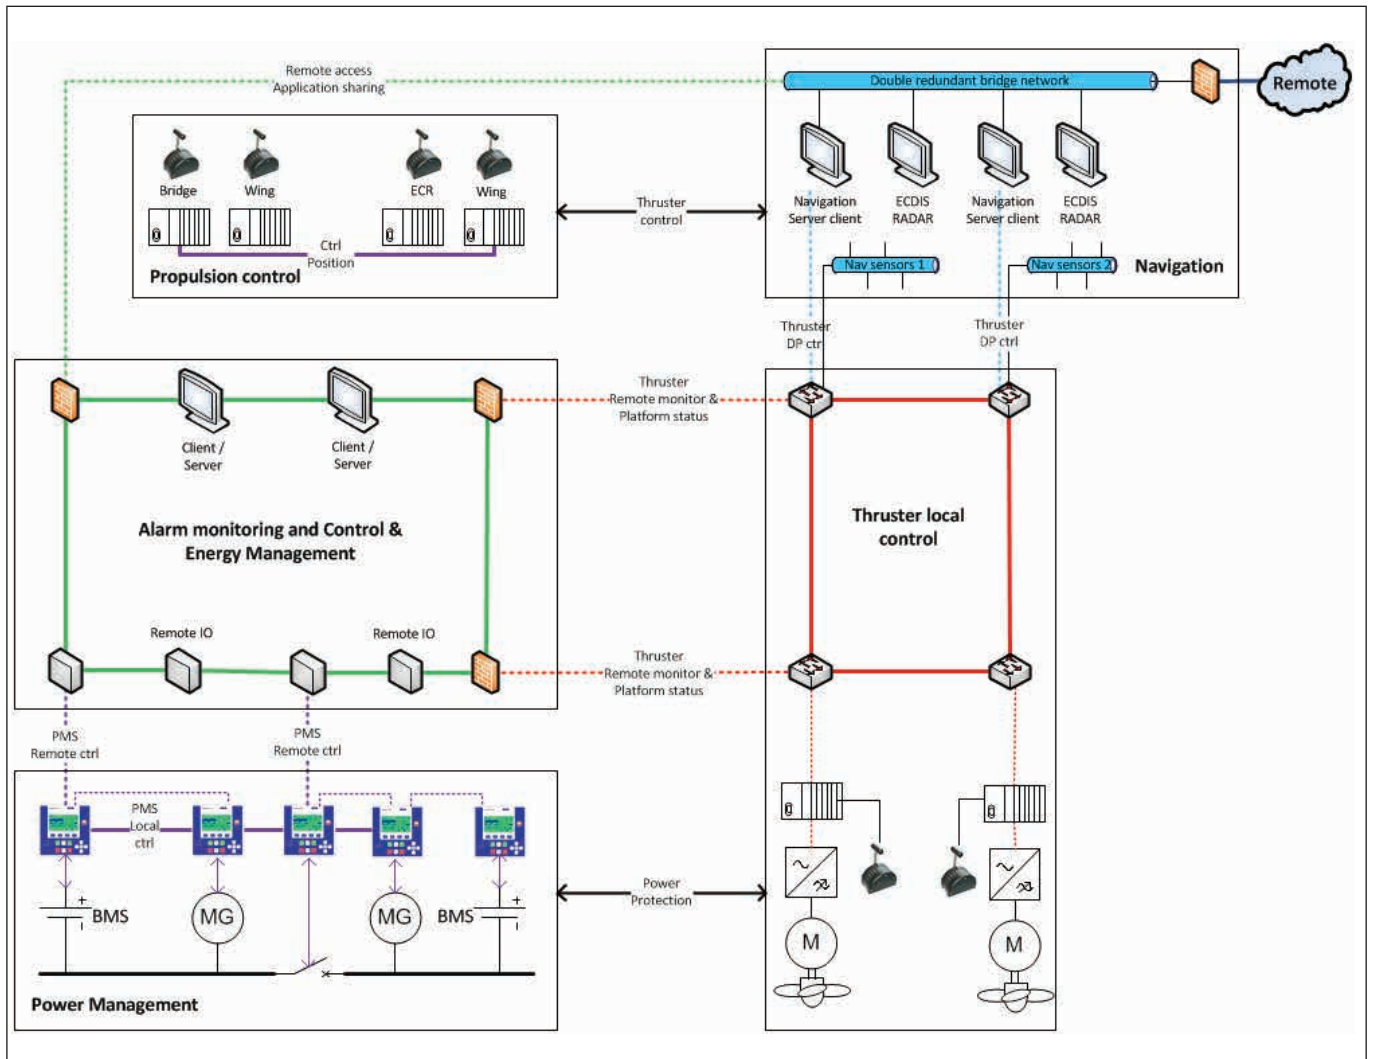 Remote access
Application sharing
Double redundant bridge network
Remote
Bridge
Wing
ECR
Wing
Ctrl
Position
Propulsion control
Thruster
control
Navigation
Server client
ECDIS
RADAR
Navigation
Server client
ECDIS
RADAR
Nav sensors 1
Nav sensors 2
Navigation
Thruster
DP ctr
Thruster
DP ctrl
Client /
Server
Client /
Server
Thruster
Remote monitor &
Platform status
Alarm monitoring and Control &
Energy Management
Thruster local
control
Remote IO
Remote IO
Thruster
Remote monitor &
Platform status
PMS
Remote ctrl
PMS
Remote ctrl
PMS
Local
ctrl
BMS
+
MG
MG
BMS
+
Power
Protection
M
M
Power Management